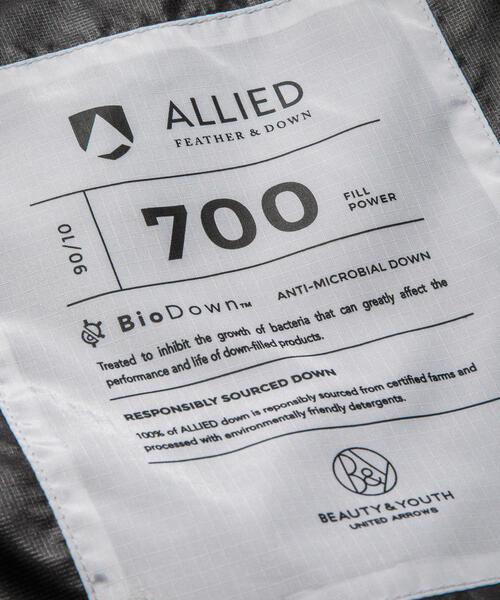 ALLIED
FEATHER & DOWN
90/10
700
FILL
POWER
BioDown™
ANTI-MICROBIAL DOWN
Treated to inhibit the growth of bacteria that can greatly affect the
performance and life of down-filled products.
RESPONSIBLY SOURCED DOWN
100% of ALLIED down is reponsibly sourced from certified farms and
processed with environmentally friendly detergents.
B&Y
BEAUTY & YOUTH
UNITED ARROWS